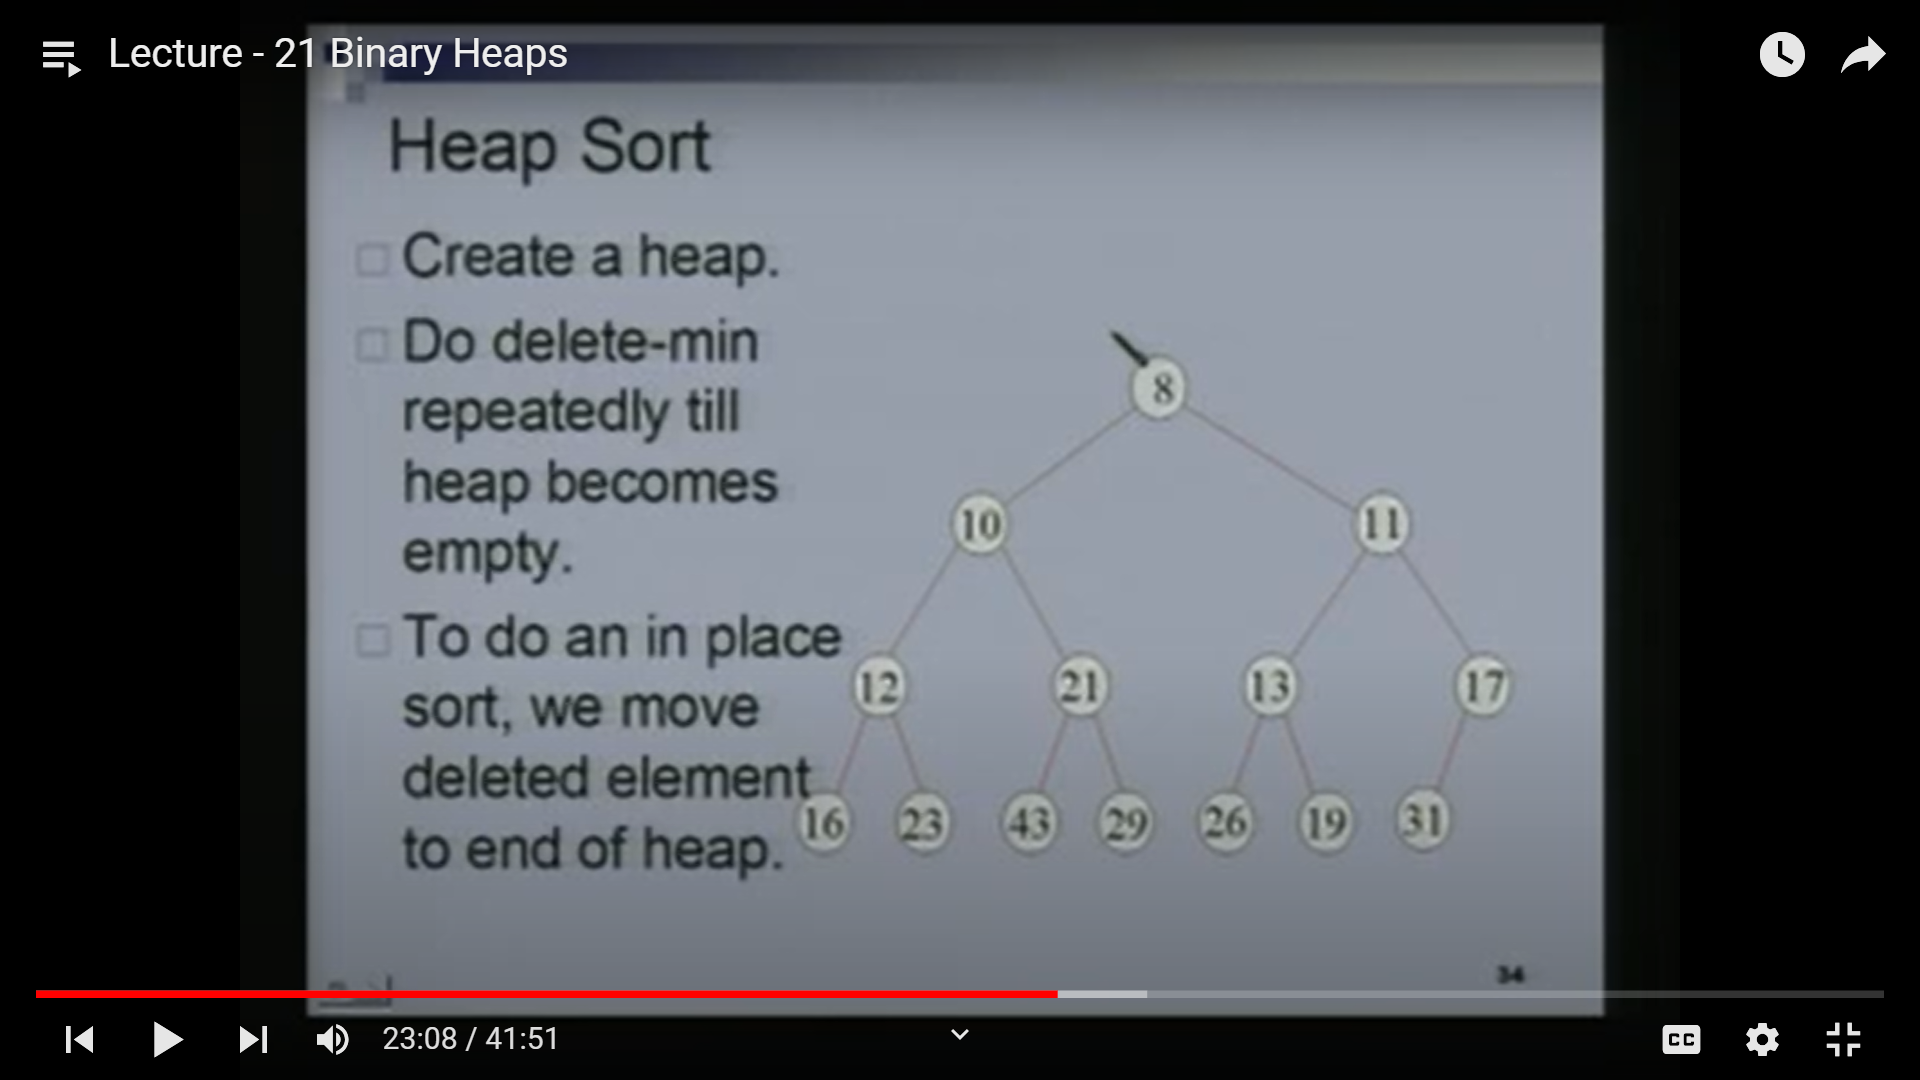 Lecture - 21 Binary Heaps
Heap Sort
Create a heap.
Do delete-min
repeatedly till
heap becomes
empty.
To do an in place
sort, we move
deleted element
to end of heap.
8
10 11
12 21 13 17
16 23 43 29 26 19 31
34
23:08 / 41:51
CC